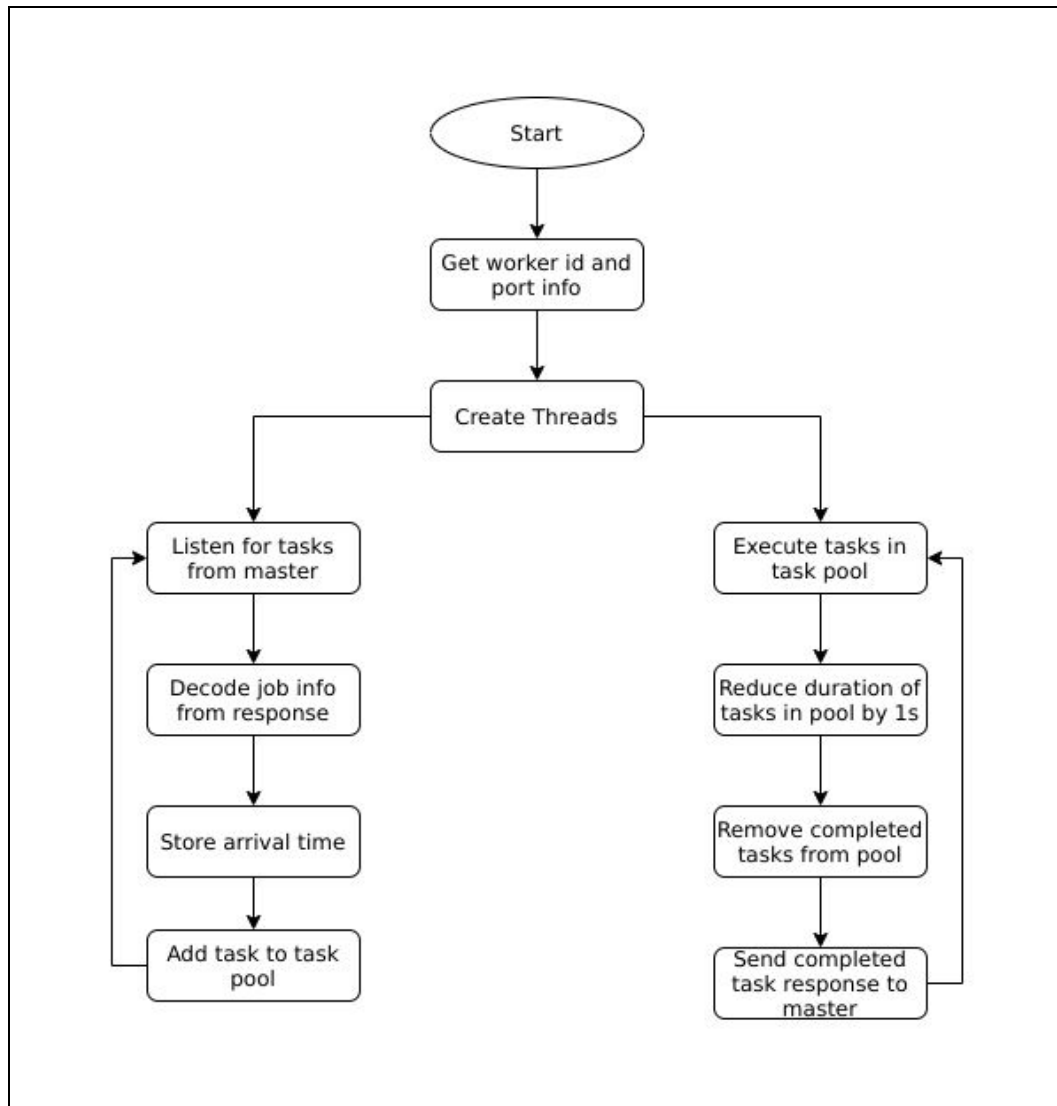 Start
Get worker id and
port info
Create Threads
Listen for tasks
from master
Decode job info
from response
Store arrival time
Add task to task
pool
Execute tasks in
task pool
Reduce duration of
tasks in pool by 1s
Remove completed
tasks from pool
Send completed
task response to
master